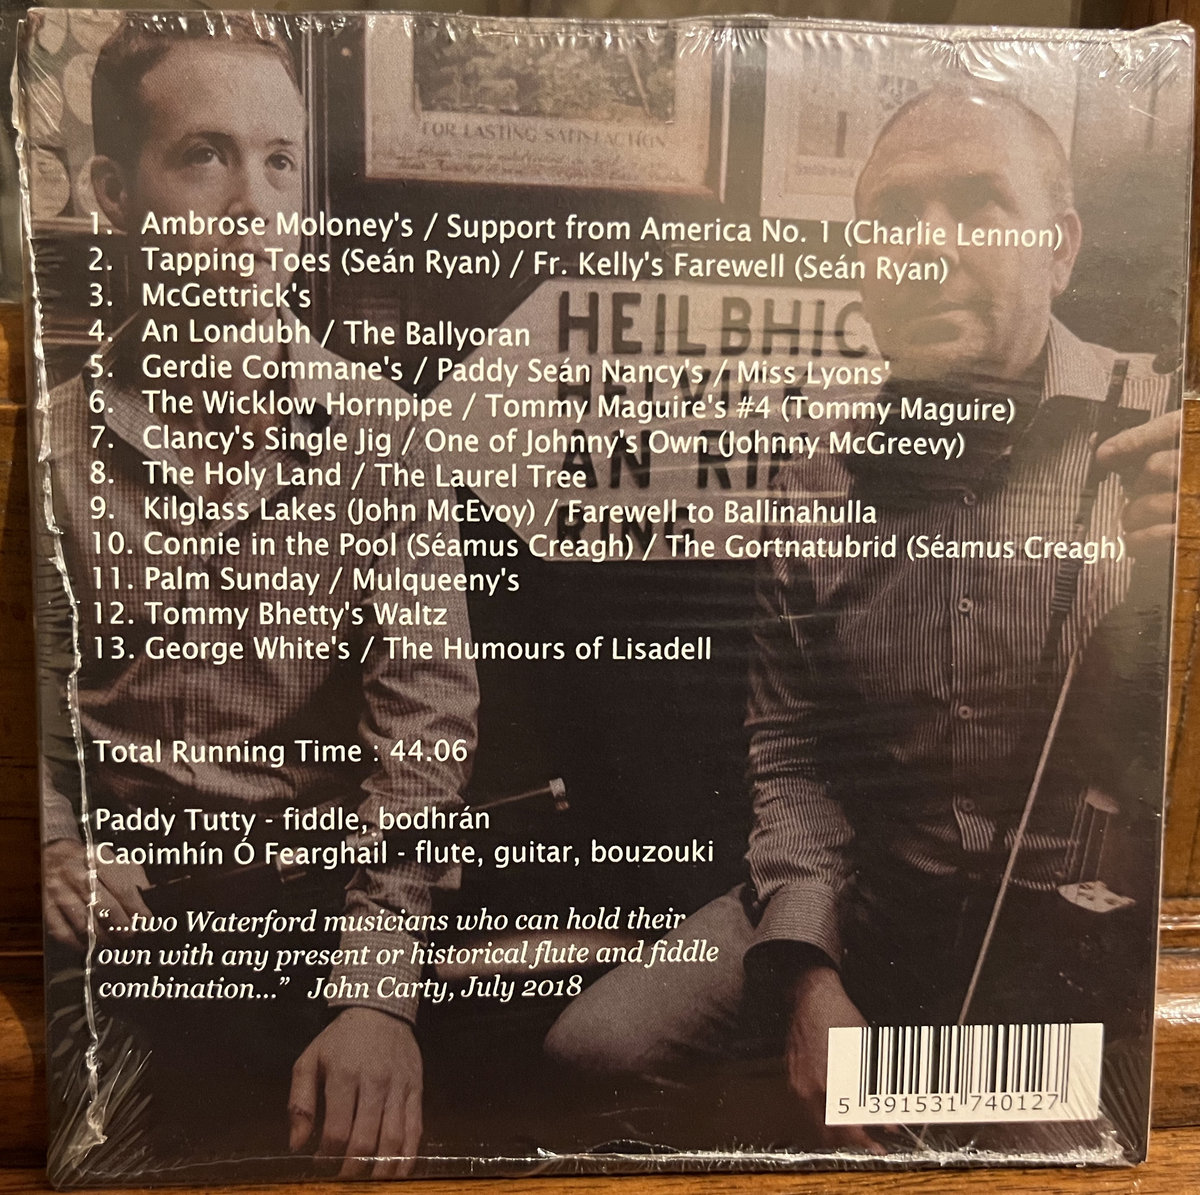 FOR LASTING SATISFACTION
1. Ambrose Moloney's / Support from America No. 1 (Charlie Lennon)
2. Tapping Toes (Seán Ryan) / Fr. Kelly's Farewell (Seán Ryan)
3. McGettrick's
4. An Londubh / The Ballyoran
5. Gerdie Commane's / Paddy Seán Nancy's / Miss Lyons'
6. The Wicklow Hornpipe / Tommy Maguire's #4 (Tommy Maguire)
7. Clancy's Single Jig / One of Johnny's Own (Johnny McGreevy)
8. The Holy Land / The Laurel Tree
9. Kilglass Lakes (John McEvoy) / Farewell to Ballinahulla
10. Connie in the Pool (Séamus Creagh) / The Gortnatubrid (Séamus Creagh)
11. Palm Sunday / Mulqueeny's
12. Tommy Bhetty's Waltz
13. George White's / The Humours of Lisadell
HEILBHIC
AN RIN
RING
Total Running Time : 44.06
Paddy Tutty - fiddle, bodhrán
Caoimhín Ó Fearghail - flute, guitar, bouzouki
“...two Waterford musicians who can hold their
own with any present or historical flute and fiddle
combination...” John Carty, July 2018
5 391531 740127